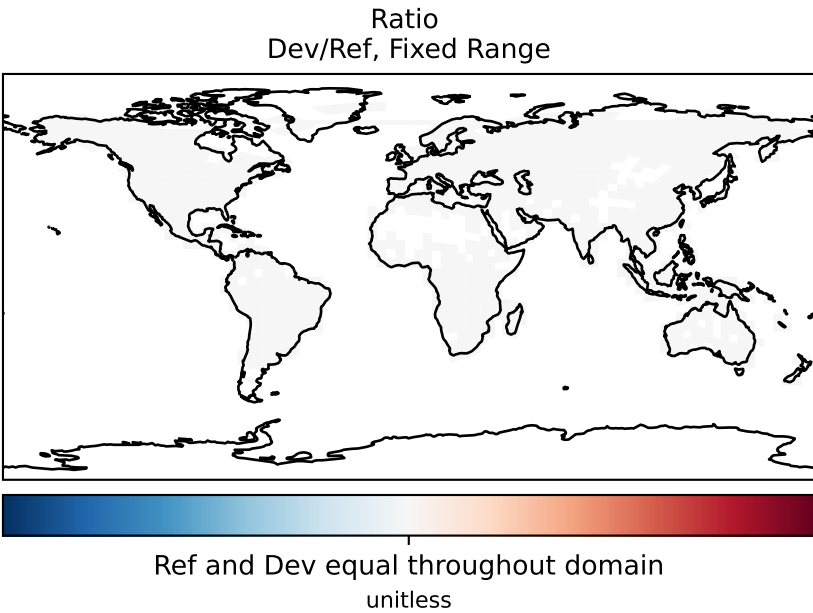 Ratio
Dev/Ref, Fixed Range
Ref and Dev equal throughout domain
unitless